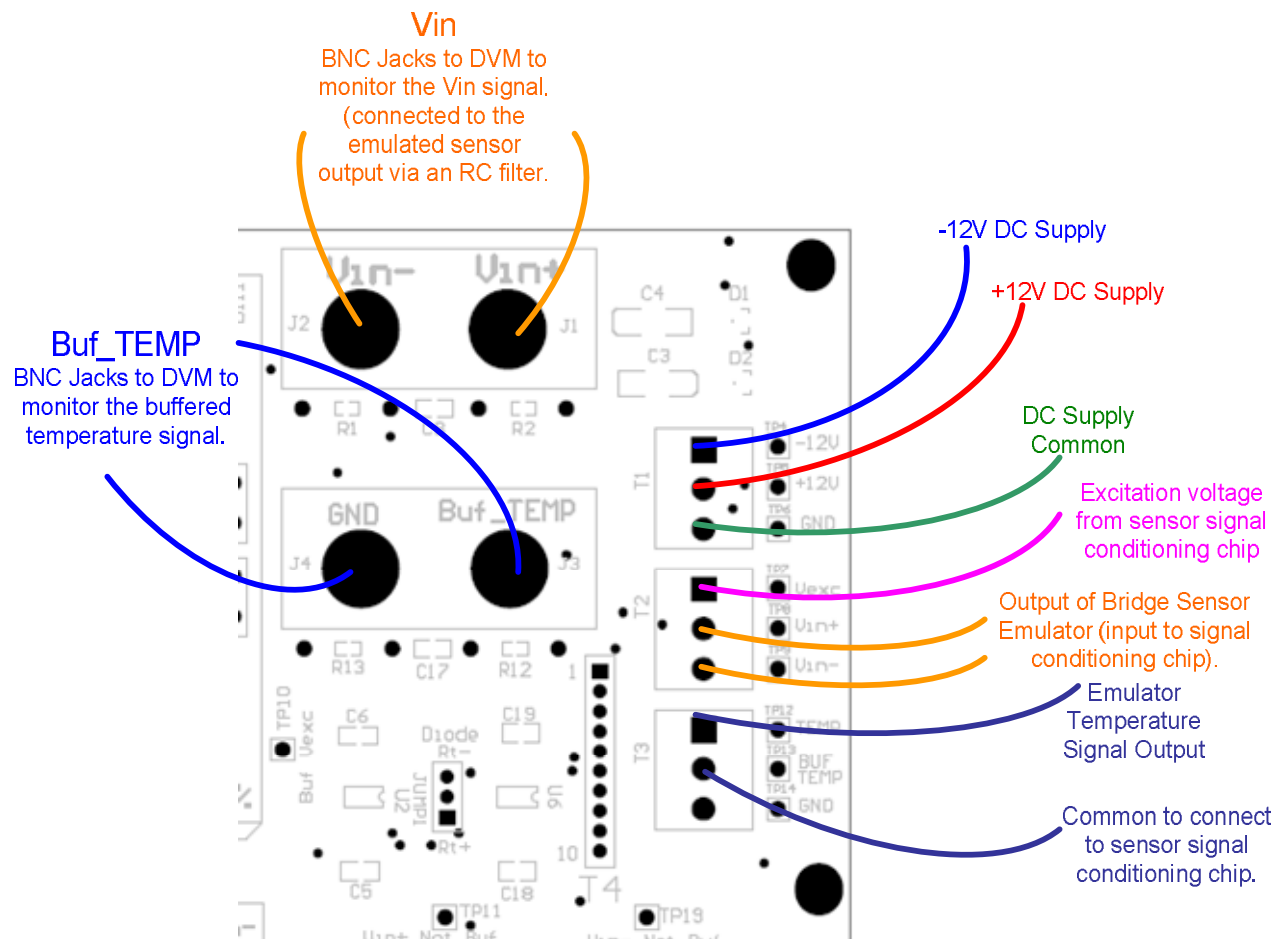 Vin
BNC Jacks to DVM to
monitor the Vin signal.
(connected to the
emulated sensor
output via an RC filter.
-12V DC Supply
+12V DC Supply
DC Supply
Common
Excitation voltage
from sensor signal
conditioning chip
Output of Bridge Sensor
Emulator (input to signal
conditioning chip).
Emulator
Temperature
Signal Output
Common to connect
to sensor signal
conditioning chip.
Buf_TEMP
BNC Jacks to DVM to
monitor the buffered
temperature signal.
Vin-
Vin+
J2
J1
C4
D1
C3
D2
R1
R2
T1
TP4
-12V
TP5
+12V
TP6
GND
GND
Buf_TEMP
J4
J3
T2
TP7
Vexc
TP8
Vin+
TP9
Vin-
R13
C17
R12
1
TP10
Buf Vexc
C6
C19
Diode
Rt-
JUMP1
U2
U6
Rt+
T3
TP12
TEMP
TP13
BUF
TEMP
TP14
GND
10
C5
C18
T4
TP11
TP19